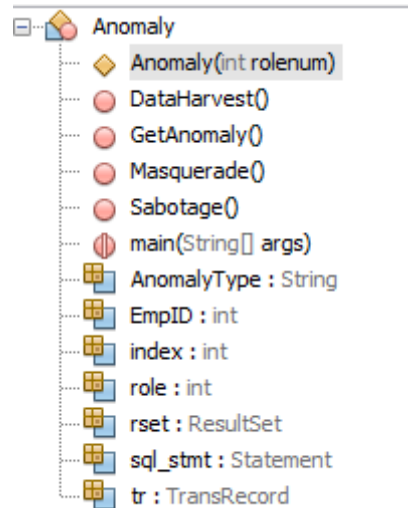 Anomaly
Anomaly(int rolenum)
DataHarvest()
GetAnomaly()
Masquerade()
Sabotage()
main(String[] args)
AnomalyType : String
EmpID : int
index : int
role : int
rset : ResultSet
sql_stmt : Statement
tr : TransRecord